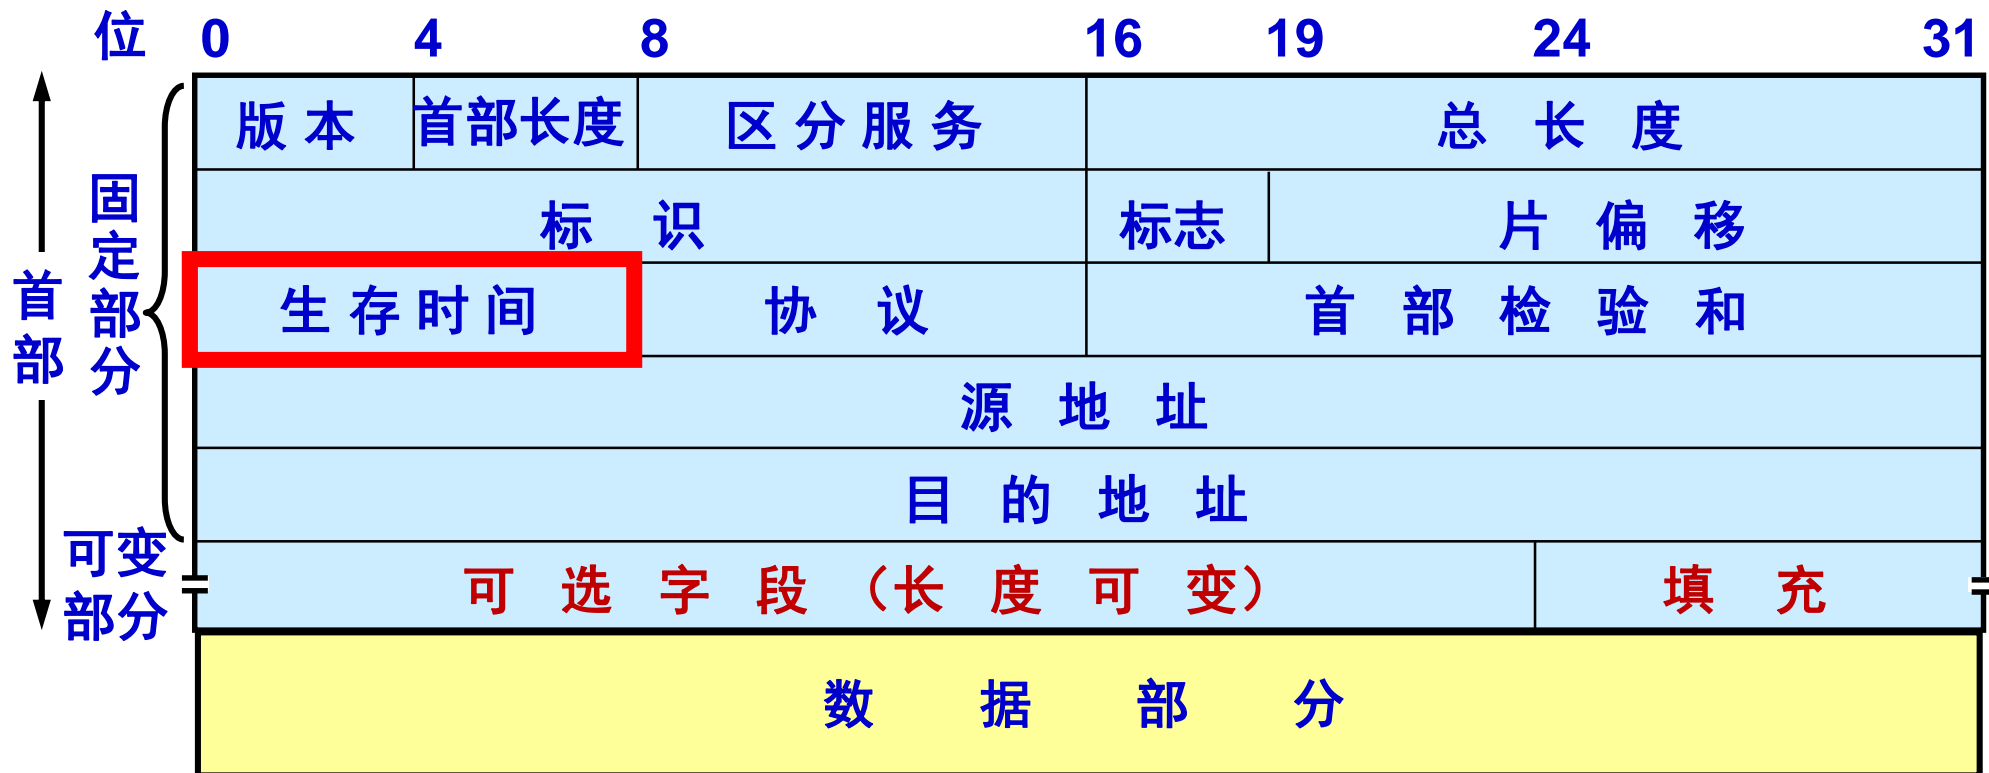 位 0 4 8 16 19 24 31
版本 首部长度 区分服务 总长度
标识 标志 片偏移
生存时间 协议 首部检验和
源地址
目的地址
可选字段（长度可变） 填充
数据部分
首部
固定部分
可变
部分